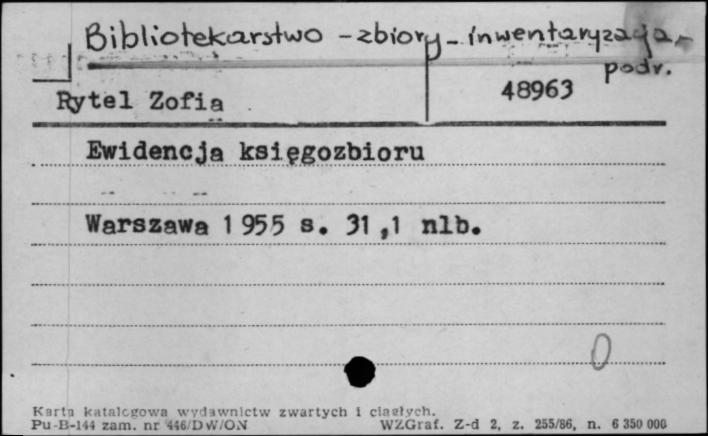 Bibliotekarstwo - zbiory - inwentaryzacja -
podr.
Rytel Zofia 48963
Ewidencja księgozbioru
Warszawa 1955 s. 31,1 nlb.
0
Karta katalogowa wydawnictw zwartych i ciągłych.
Pu-B-144 zam. nr 446/DW/ON WZGraf. Z-d 2, z. 255/86, n. 6 350 000